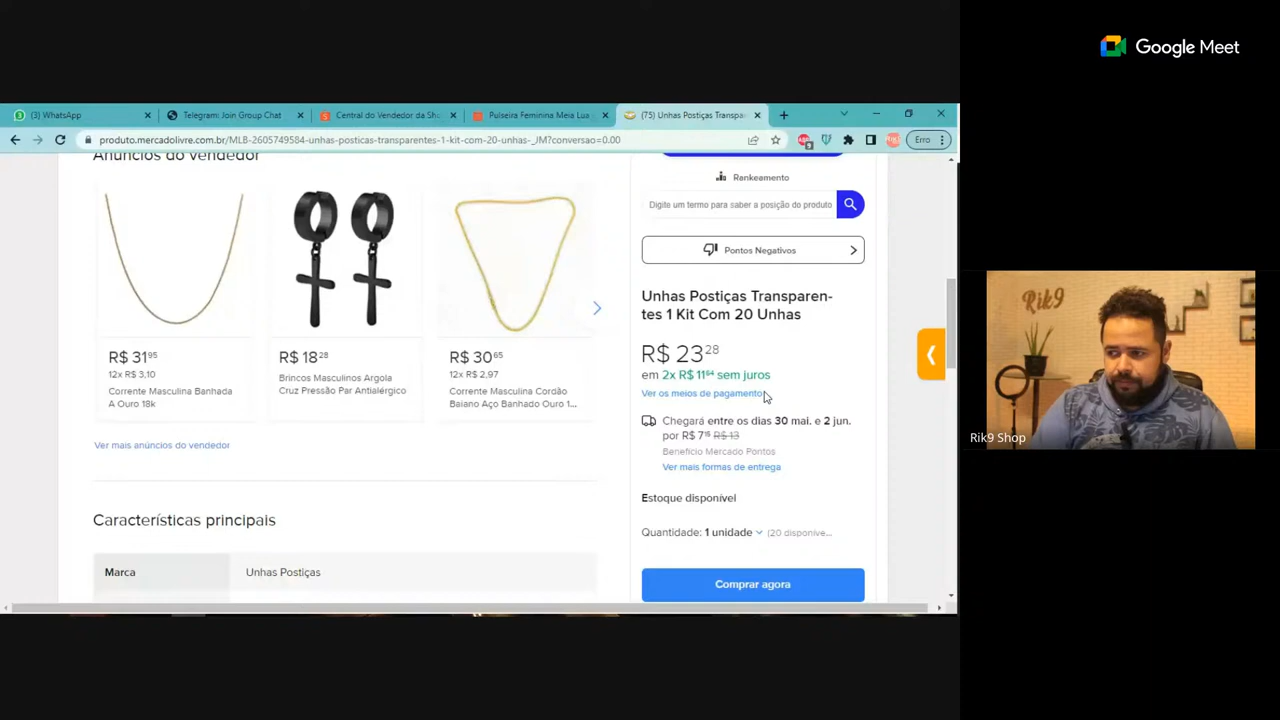 Google Meet
(3) WhatsApp
Telegram: Join Group Chat
Central do Vendedor da Sho
Pulseira Feminina Meia Lua
(75) Unhas Postiças Transpar
produto.mercadolivre.com.br/MLB-2605749584-unhas-posticas-transparentes-1-kit-com-20-unhas-_JM?conversao=0.00
Erro
Anúncios do vendedor
R$ 31 95
12x R$ 3,10
Corrente Masculina Banhada
A Ouro 18k
R$ 18 28
Brincos Masculinos Argola
Cruz Pressão Par Antialérgico
R$ 30 65
12x R$ 2,97
Corrente Masculina Cordão
Baiano Aço Banhado Ouro 1...
Ver mais anúncios do vendedor
Características principais
Marca
Unhas Postiças
Rankeamento
Digite um termo para saber a posição do produto
Pontos Negativos
Unhas Postiças Transparen-
tes 1 Kit Com 20 Unhas
R$ 23 28
em 2x R$ 11 64 sem juros
Ver os meios de pagamento
Chegará entre os dias 30 mai. e 2 jun.
por R$ 7 15 R$ 13
Benefício Mercado Pontos
Ver mais formas de entrega
Estoque disponível
Quantidade: 1 unidade (20 disponíve...
Comprar agora
Rik9
Rik9 Shop